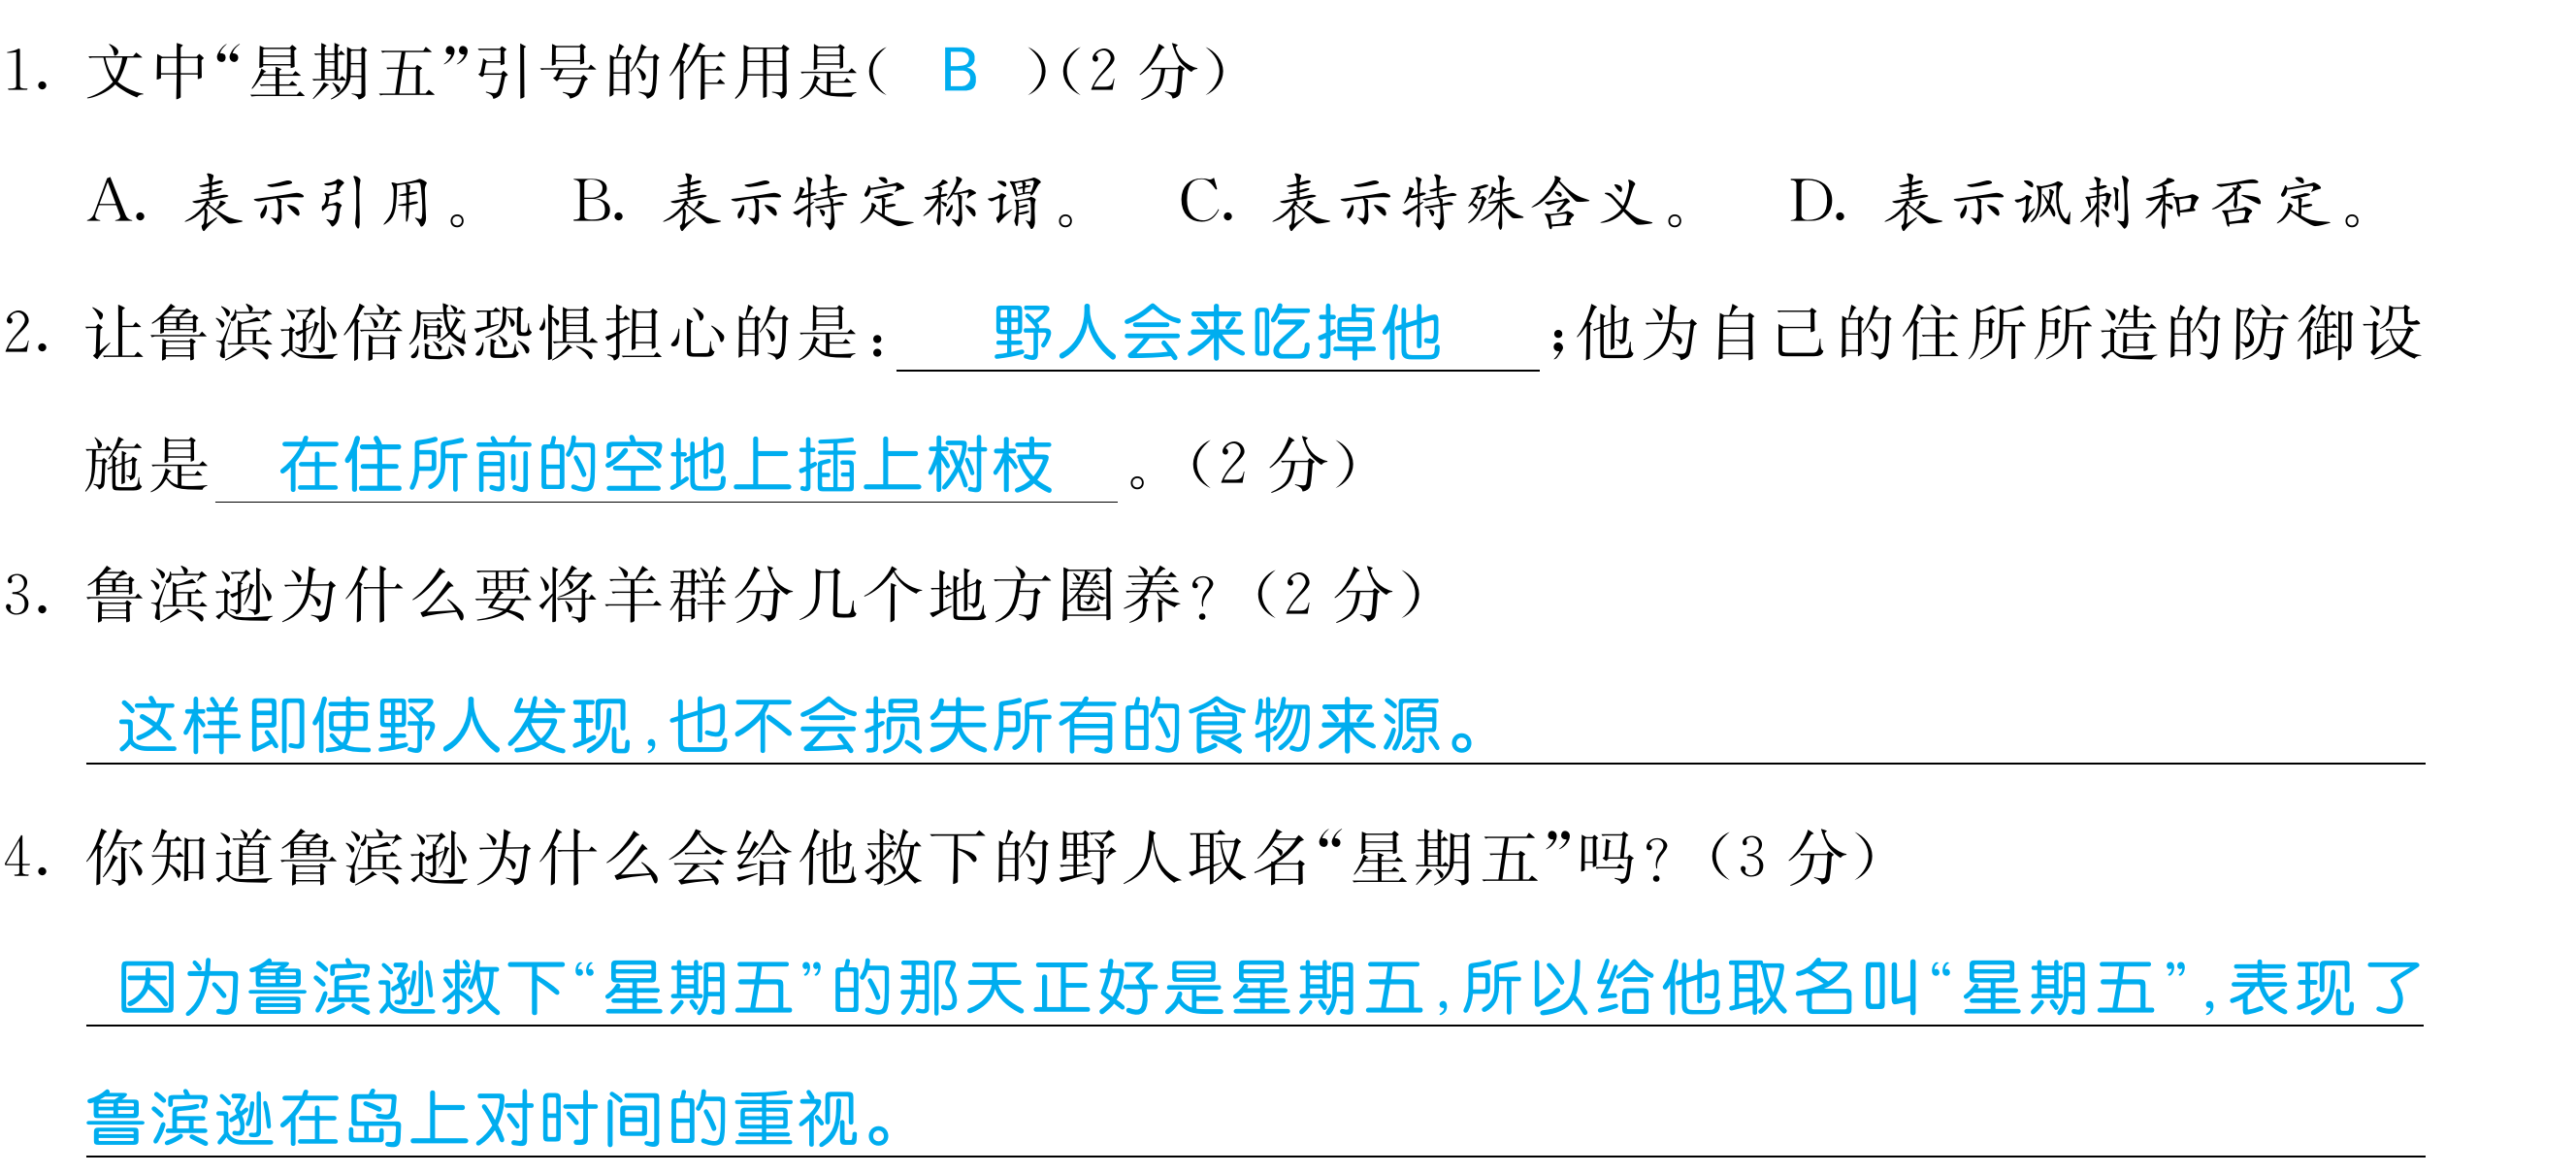 1. 文中“星期五”引号的作用是( B )(2 分)
A. 表示引用。 B. 表示特定称谓。 C. 表示特殊含义。 D. 表示讽刺和否定。
2. 让鲁滨逊倍感恐惧担心的是：野人会来吃掉他;他为自己的住所所造的防御设
施是 在住所前的空地上插上树枝 。(2 分)
3. 鲁滨逊为什么要将羊群分几个地方圈养? (2 分)
这样即使野人发现,也不会损失所有的食物来源。
4. 你知道鲁滨逊为什么会给他救下的野人取名“星期五”吗? (3 分)
因为鲁滨逊救下“星期五”的那天正好是星期五,所以给他取名叫“星期五”,表现了
鲁滨逊在岛上对时间的重视。